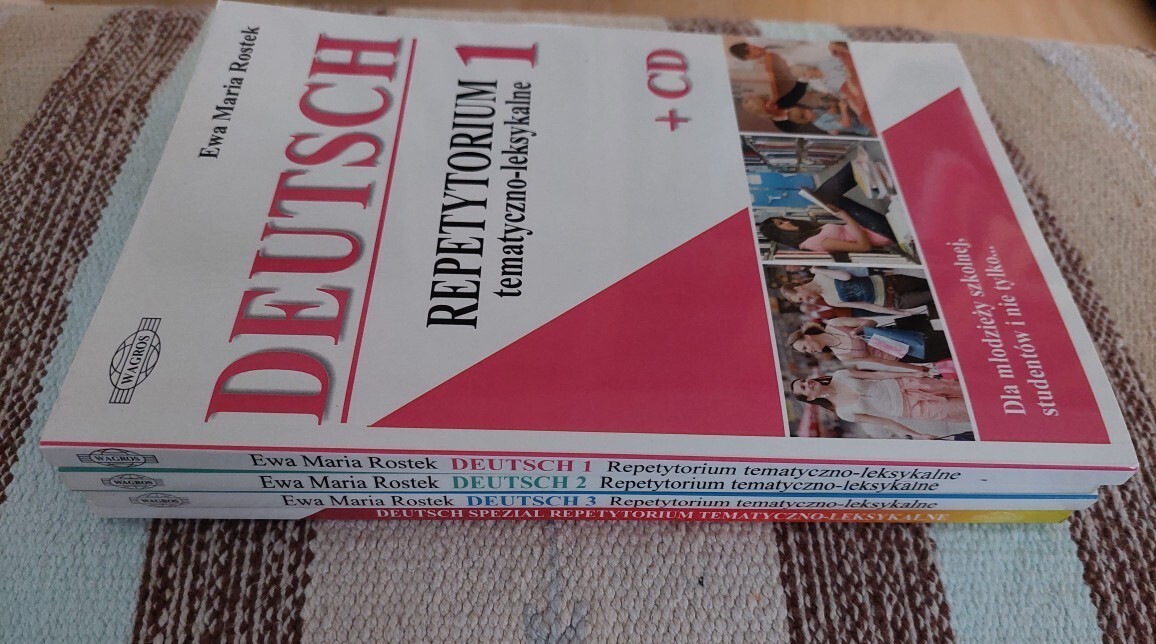 Ewa Maria Rostek
DEUTSCH
REPETYTORIUM 1
tematyczno-leksykalne
+ CD
WAGROS
Dla młodzieży szkolnej,
studentów i nie tylko...
WAGROS Ewa Maria Rostek DEUTSCH 1 Repetytorium tematyczno-leksykalne
WAGROS Ewa Maria Rostek DEUTSCH 2 Repetytorium tematyczno-leksykalne
WAGROS Ewa Maria Rostek DEUTSCH 3 Repetytorium tematyczno-leksykalne
DEUTSCH SPEZIAL REPETYTORIUM TEMATYCZNO-LEKSYKALNE